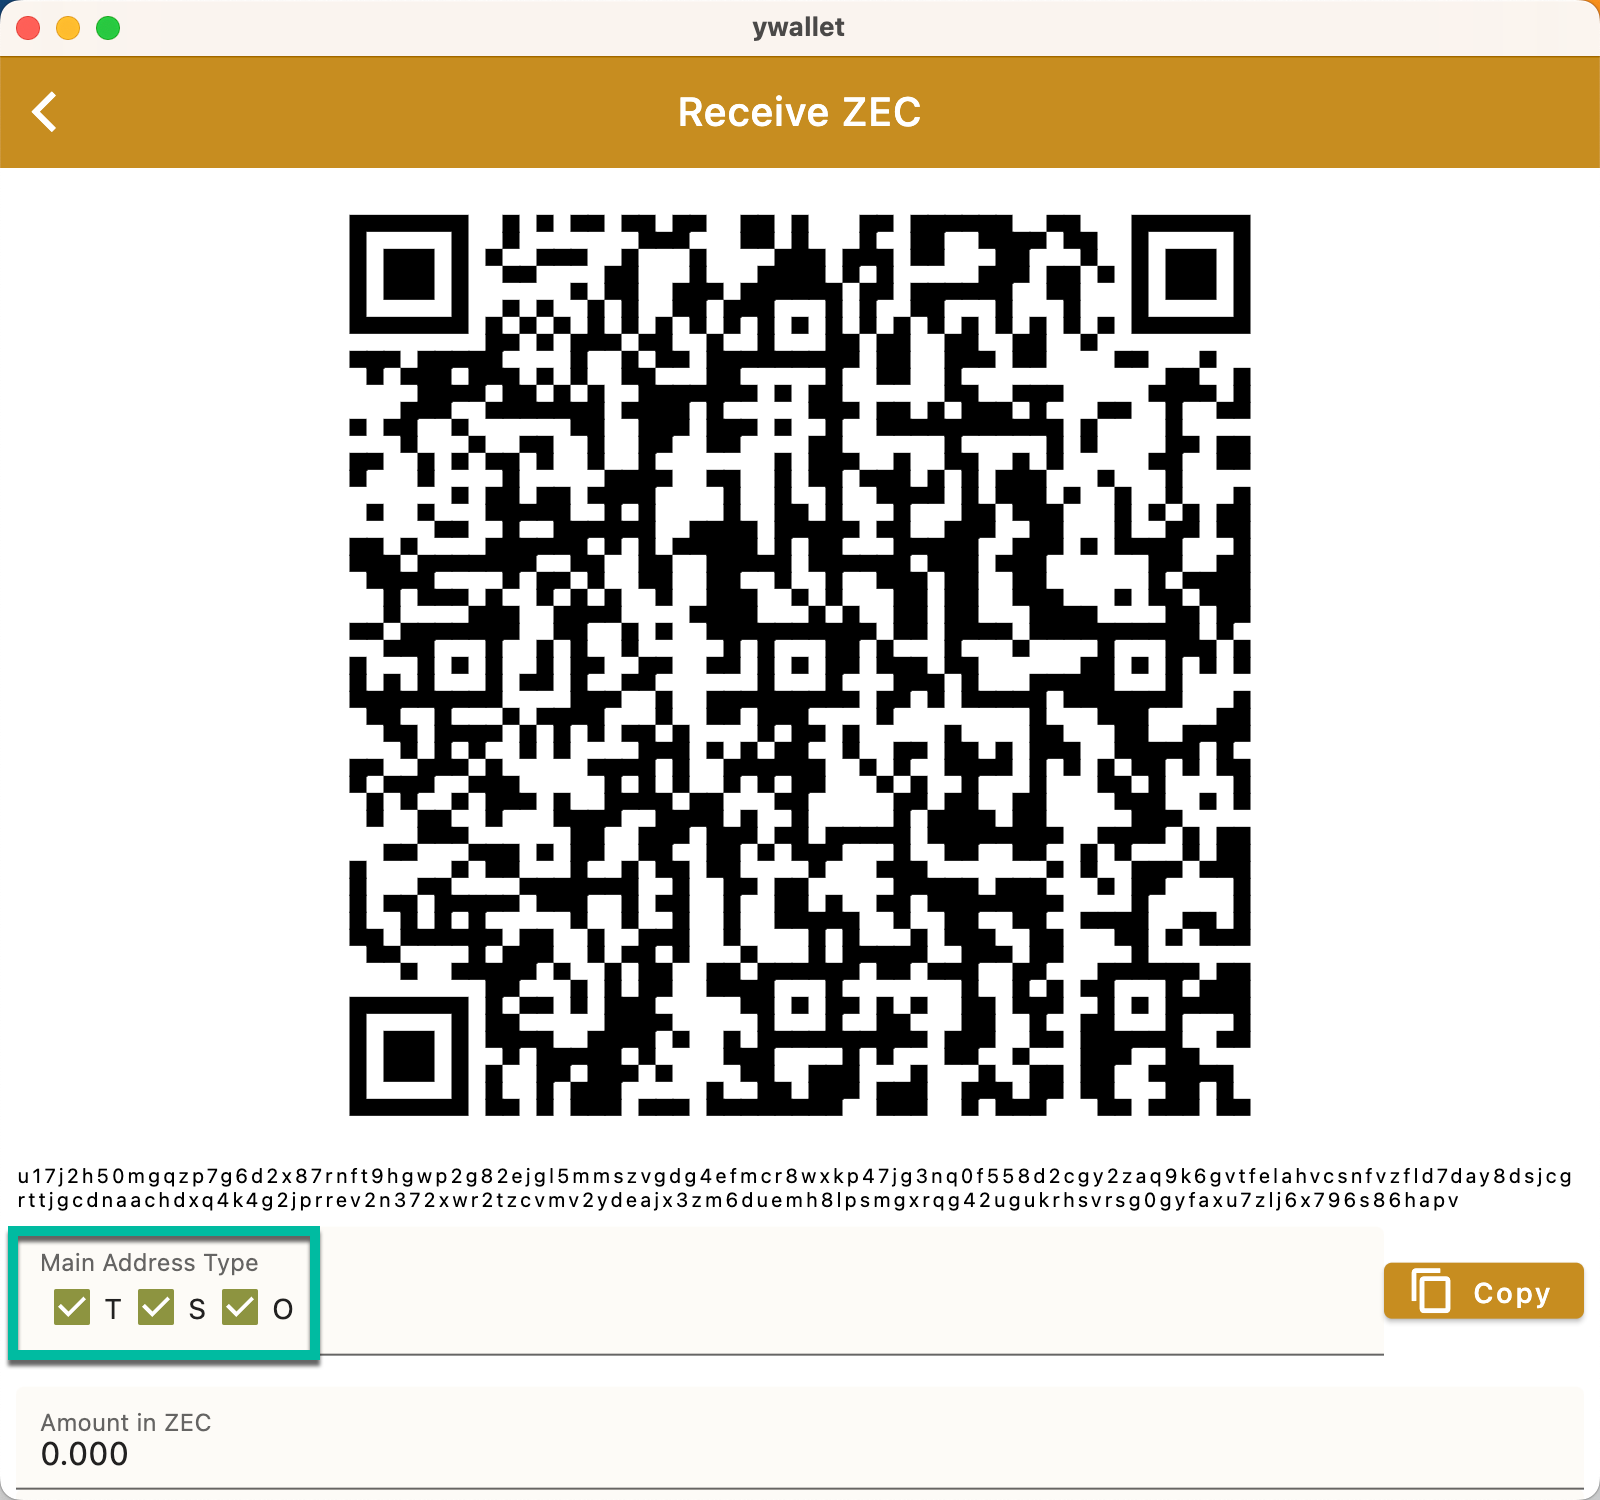 ywallet
Receive ZEC
u17j2h50mgqzp7g6d2x87rnft9hgwp2g82ejgl5mmszvgdg4efmcr8wxkp47jg3nq0f558d2cgy2zaq9k6gvtfelahvcsnfvzfld7day8dsjcg
rttjgcdnaachdxq4k4g2jprrev2n372xwr2tzcvmv2ydeajx3zm6duemh8lpsmgxrqg42ugukrhsvrsg0gyfaxu7zlj6x796s86hapv
Main Address Type
T S O
Copy
Amount in ZEC
0.000